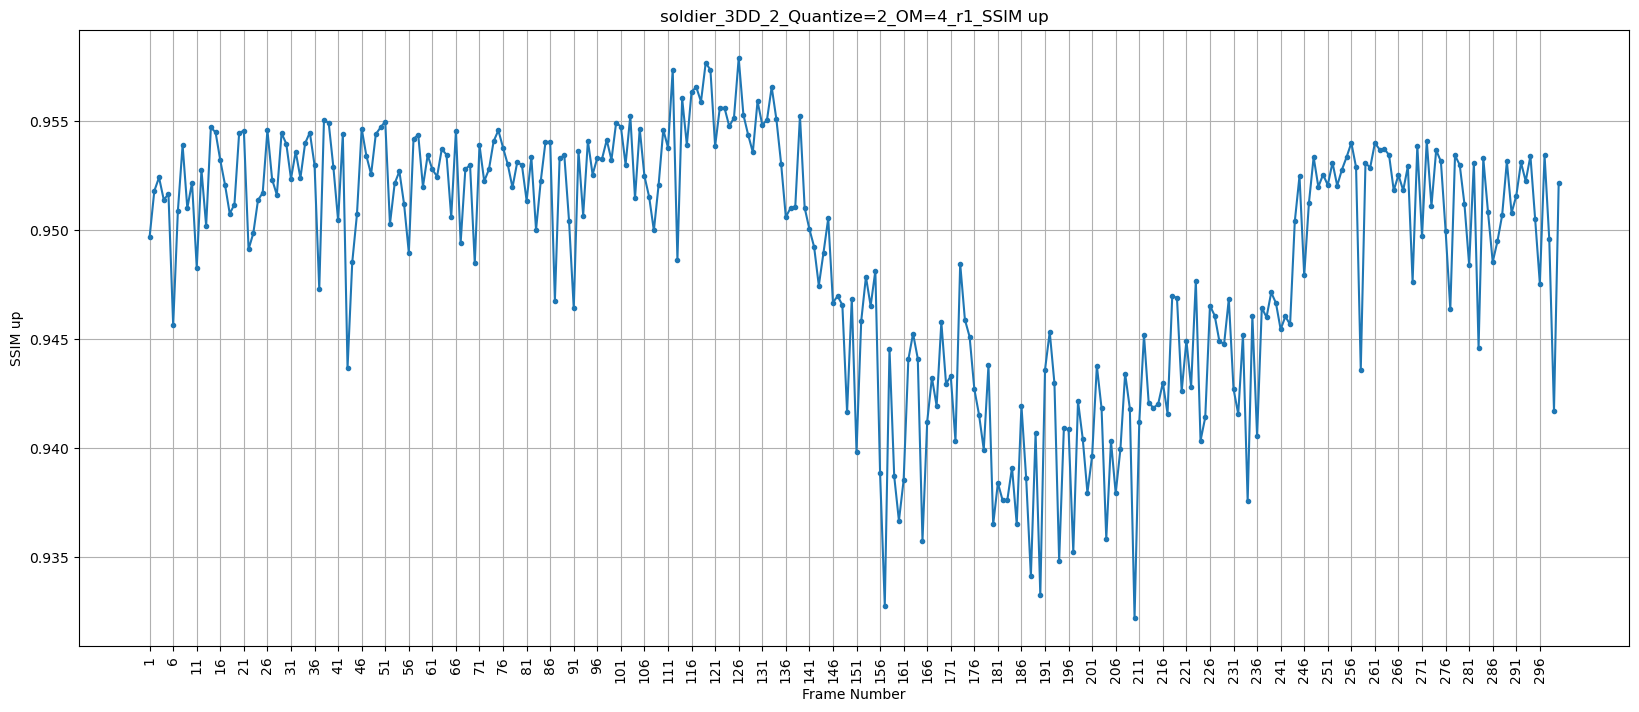 soldier_3DD_2_Quantize=2_OM=4_r1_SSIM up
0.955
0.950
0.945
0.940
0.935
SSIM up
1 6 11 16 21 26 31 36 41 46 51 56 61 66 71 76 81 86 91 96 101 106 111 116 121 126 131 136 141 146 151 156 161 166 171 176 181 186 191 196 201 206 211 216 221 226 231 236 241 246 251 256 261 266 271 276 281 286 291 296
Frame Number